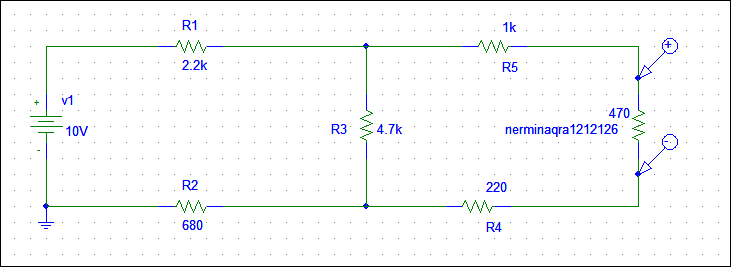 R1
2.2k
1k
R5
+
v1
10V
-
R3 4.7k
470
nerminaqra1212126
-
R2
680
220
R4
+